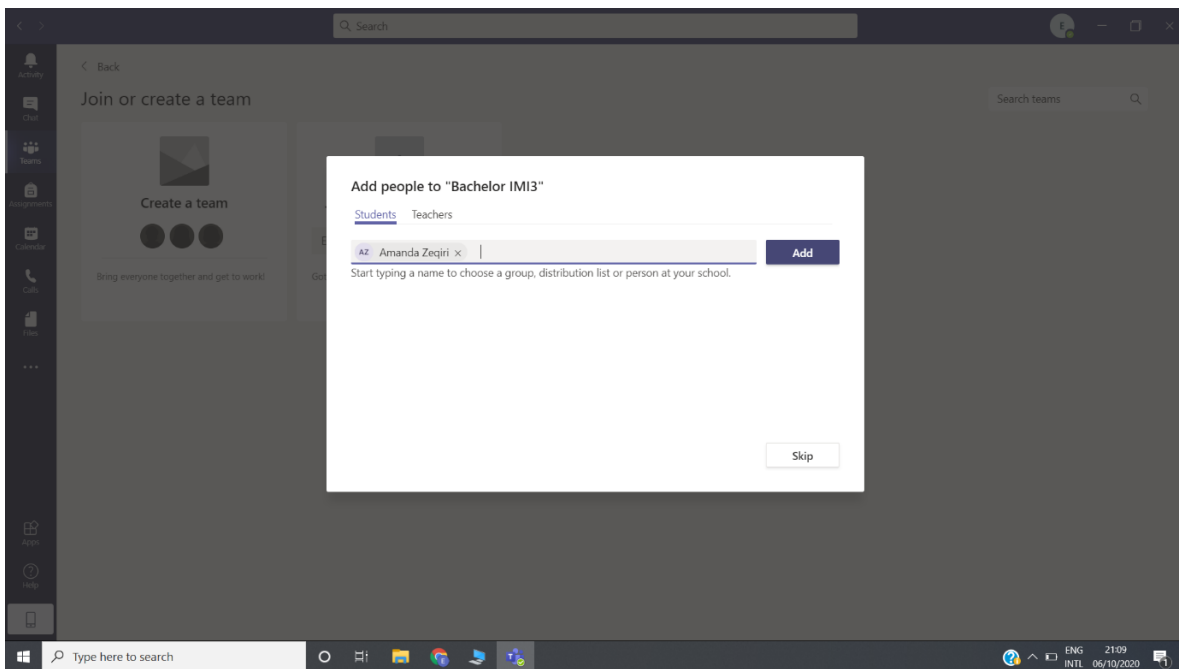 Search
E
Activity
Back
Join or create a team
Search teams
Chat
Teams
Create a team
Assignments
Calendar
Bring everyone together and get to work!
Got
Calls
Files
Add people to "Bachelor IMI3"
Students Teachers
AZ Amanda Zeqiri ×
Add
Start typing a name to choose a group, distribution list or person at your school.
Skip
Apps
Help
Type here to search
ENG 21:09
INTL 06/10/2020